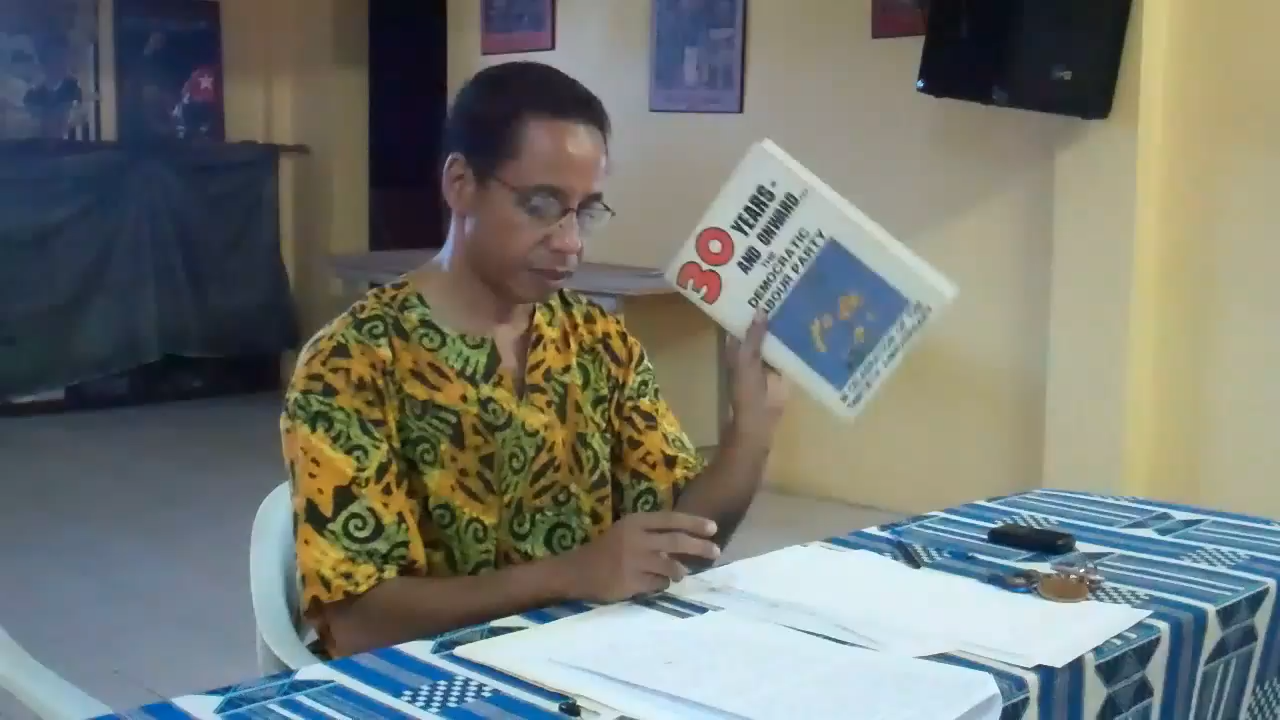 30 YEARS
AND ONWARD...
THE
DEMOCRATIC
LABOUR PARTY